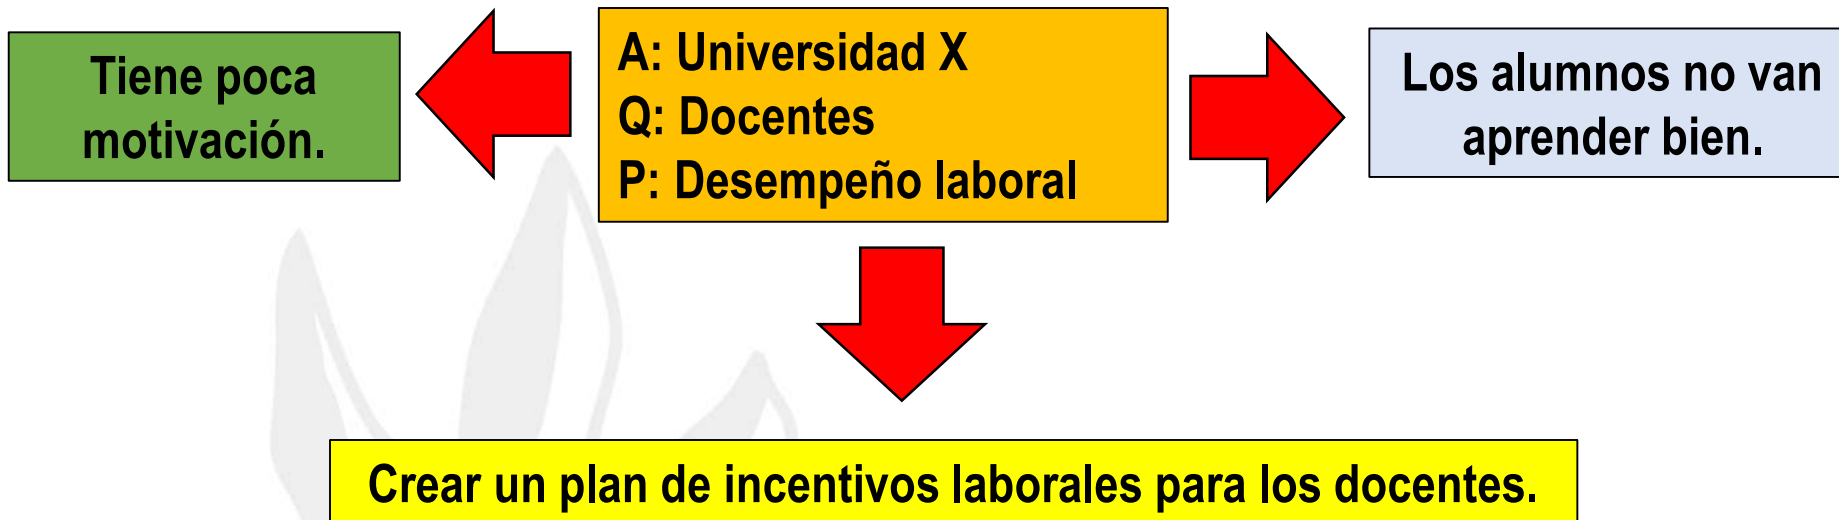 Tiene poca
motivación.
A: Universidad X
Q: Docentes
P: Desempeño laboral
Los alumnos no van
aprender bien.
Crear un plan de incentivos laborales para los docentes.